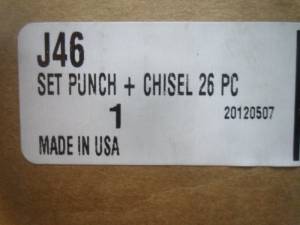 J46
SET PUNCH + CHISEL 26 PC
1 20120507
MADE IN USA